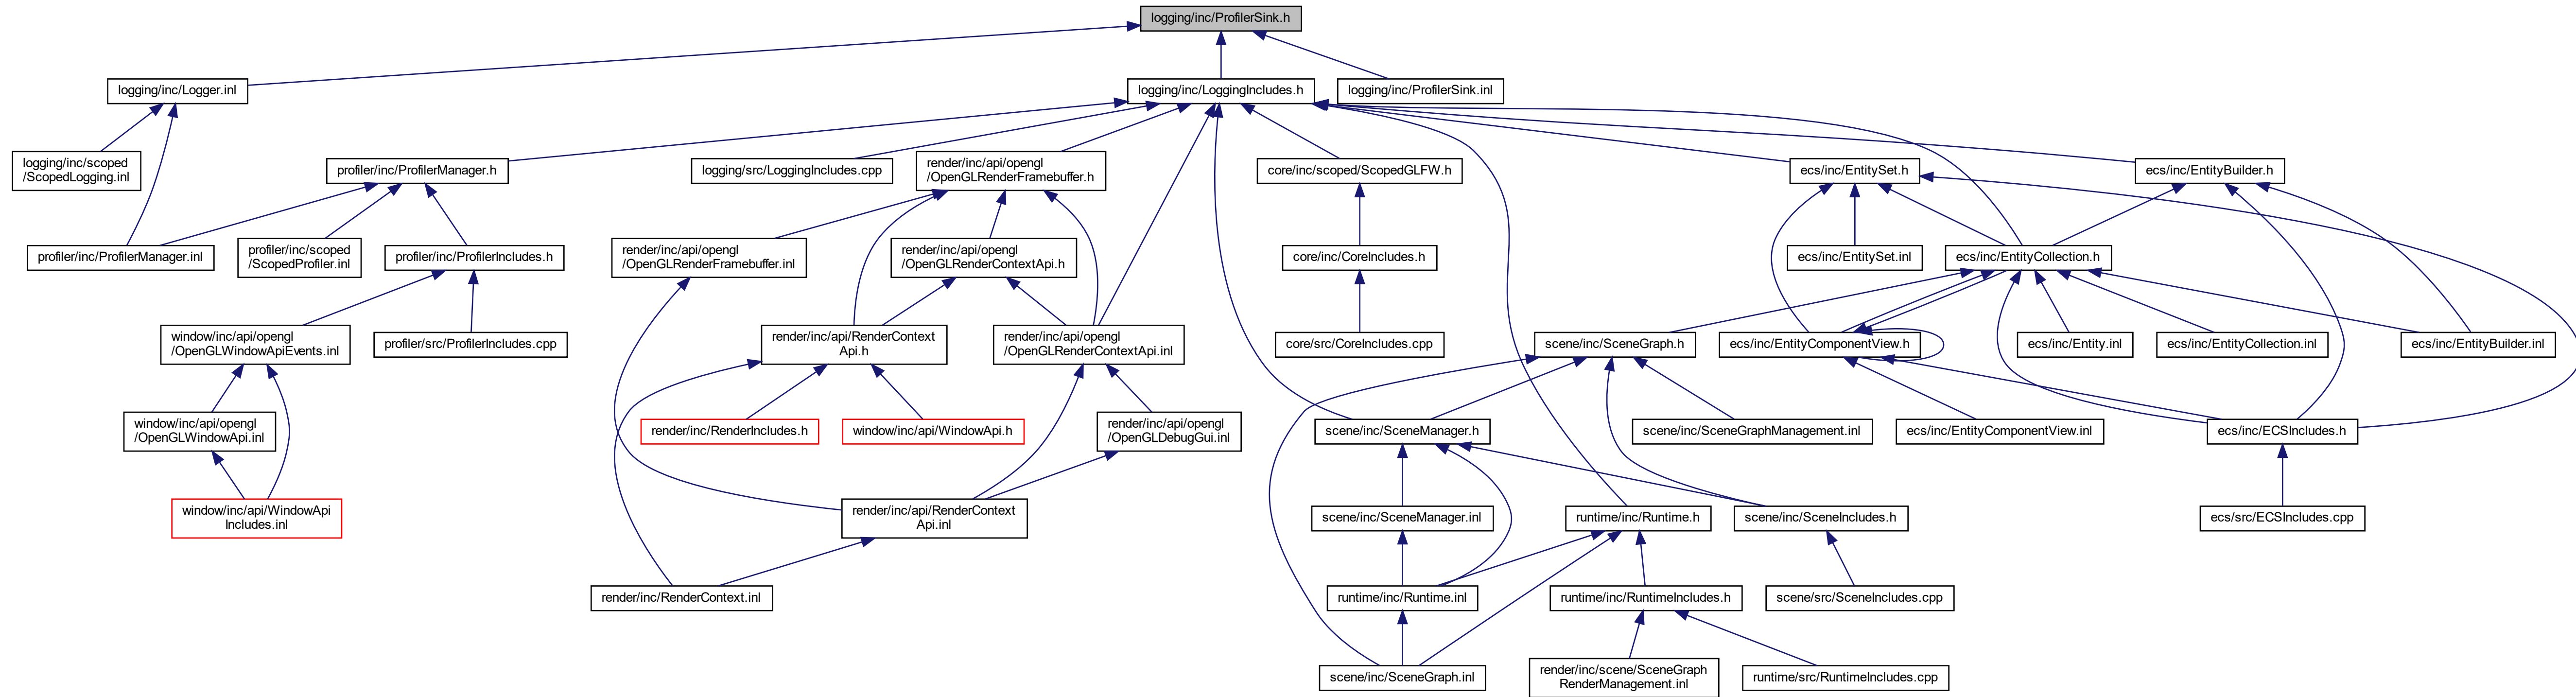 logging/inc/ProfilerSink.h
logging/inc/Logger.inl
logging/inc/LoggingIncludes.h
logging/inc/ProfilerSink.inl
logging/inc/scoped
/ScopedLogging.inl
profiler/inc/ProfilerManager.h
logging/src/LoggingIncludes.cpp
render/inc/api/opengl
/OpenGLRenderFramebuffer.h
core/inc/scoped/ScopedGLFW.h
ecs/inc/EntitySet.h
ecs/inc/EntityBuilder.h
profiler/inc/ProfilerManager.inl
profiler/inc/scoped
/ScopedProfiler.inl
profiler/inc/ProfilerIncludes.h
render/inc/api/opengl
/OpenGLRenderFramebuffer.inl
render/inc/api/opengl
/OpenGLRenderContextApi.h
core/inc/CoreIncludes.h
ecs/inc/EntitySet.inl
ecs/inc/EntityCollection.h
window/inc/api/opengl
/OpenGLWindowApiEvents.inl
profiler/src/ProfilerIncludes.cpp
render/inc/api/RenderContext
Api.h
render/inc/api/opengl
/OpenGLRenderContextApi.inl
core/src/CoreIncludes.cpp
scene/inc/SceneGraph.h
ecs/inc/EntityComponentView.h
ecs/inc/Entity.inl
ecs/inc/EntityCollection.inl
ecs/inc/EntityBuilder.inl
window/inc/api/opengl
/OpenGLWindowApi.inl
render/inc/RenderIncludes.h
window/inc/api/WindowApi.h
render/inc/api/opengl
/OpenGLDebugGui.inl
scene/inc/SceneManager.h
scene/inc/SceneGraphManagement.inl
ecs/inc/EntityComponentView.inl
ecs/inc/ECSIncludes.h
window/inc/api/WindowApi
Includes.inl
render/inc/api/RenderContext
Api.inl
scene/inc/SceneManager.inl
runtime/inc/Runtime.h
scene/inc/SceneIncludes.h
ecs/src/ECSIncludes.cpp
render/inc/RenderContext.inl
runtime/inc/Runtime.inl
runtime/inc/RuntimeIncludes.h
scene/src/SceneIncludes.cpp
scene/inc/SceneGraph.inl
render/inc/scene/SceneGraph
RenderManagement.inl
runtime/src/RuntimeIncludes.cpp